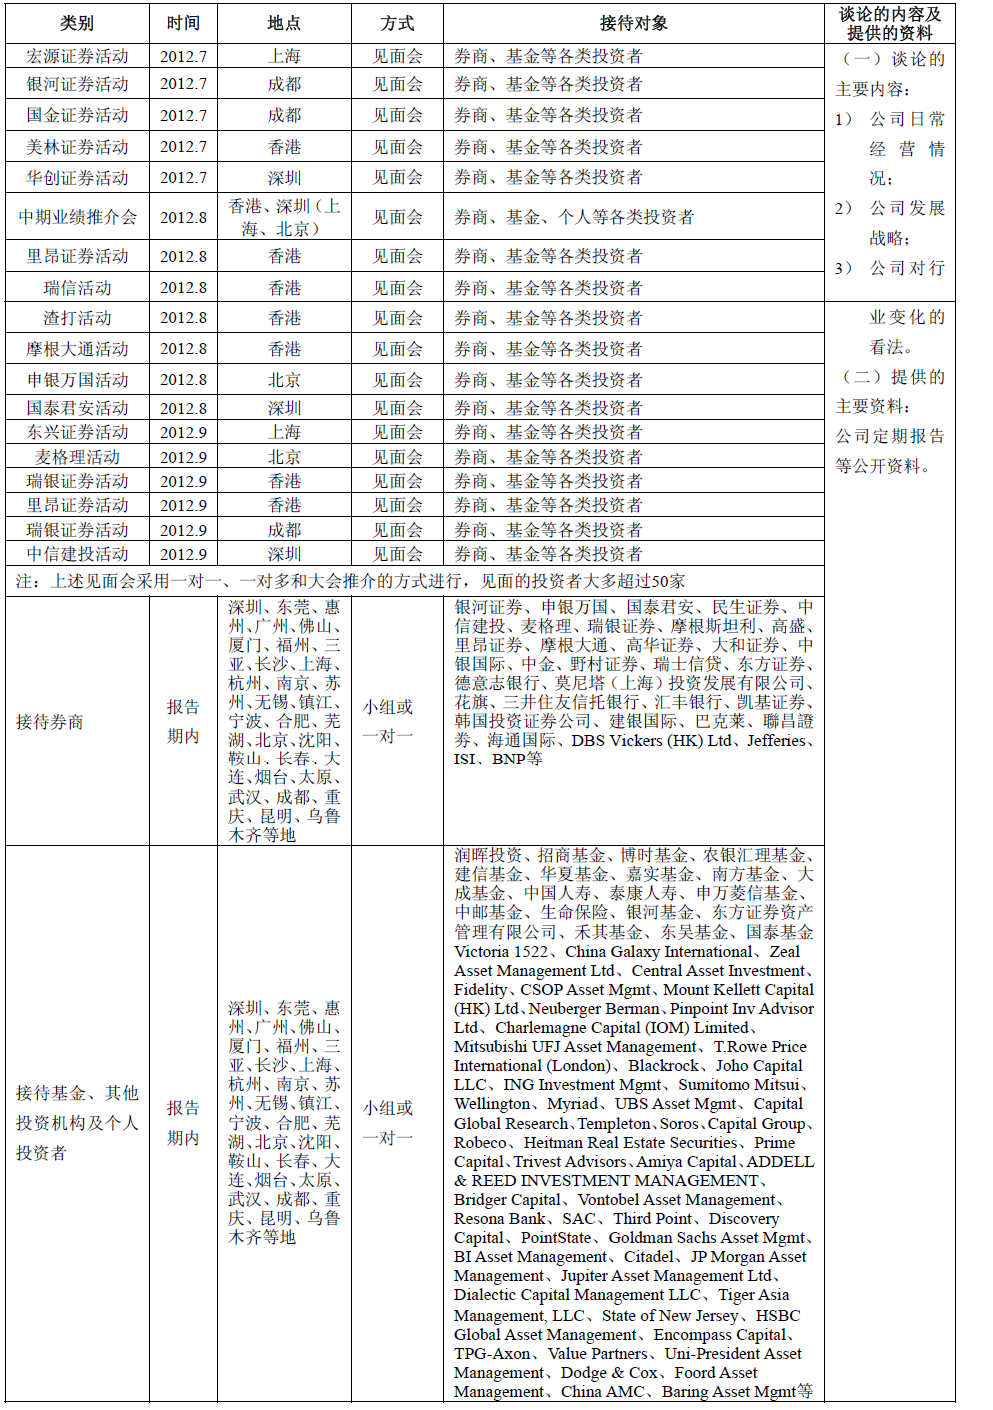 类别 时间 地点 方式 接待对象 谈论的内容及
提供的资料
宏源证券活动 2012.7 上海 见面会 券商、基金等各类投资者
银河证券活动 2012.7 成都 见面会 券商、基金等各类投资者
国金证券活动 2012.7 成都 见面会 券商、基金等各类投资者
美林证券活动 2012.7 香港 见面会 券商、基金等各类投资者
华创证券活动 2012.7 深圳 见面会 券商、基金等各类投资者
中期业绩推介会 2012.8 香港、深圳（上
海、北京） 见面会 券商、基金、个人等各类投资者
里昂证券活动 2012.8 香港 见面会 券商、基金等各类投资者
瑞信活动 2012.8 香港 见面会 券商、基金等各类投资者
（一）谈论的
主要内容：
1） 公司日常
经营情
况；
2） 公司发展
战略；
3） 公司对行
渣打活动 2012.8 香港 见面会 券商、基金等各类投资者
摩根大通活动 2012.8 香港 见面会 券商、基金等各类投资者
申银万国活动 2012.8 北京 见面会 券商、基金等各类投资者
国泰君安活动 2012.8 深圳 见面会 券商、基金等各类投资者
东兴证券活动 2012.9 上海 见面会 券商、基金等各类投资者
麦格理活动 2012.9 北京 见面会 券商、基金等各类投资者
瑞银证券活动 2012.9 香港 见面会 券商、基金等各类投资者
里昂证券活动 2012.9 香港 见面会 券商、基金等各类投资者
瑞银证券活动 2012.9 成都 见面会 券商、基金等各类投资者
中信建投活动 2012.9 深圳 见面会 券商、基金等各类投资者
业变化的
看法。
（二）提供的
主要资料：
公司定期报告
等公开资料。
注：上述见面会采用一对一、一对多和大会推介的方式进行，见面的投资者大多超过50家
接待券商
报告
期内
深圳、东莞、惠
州、广州、佛山、
厦门、福州、三
亚、长沙、上海、
杭州、南京、苏
州、无锡、镇江、
宁波、合肥、芜
湖、北京、沈阳、
鞍山、长春、大
连、烟台、太原、
武汉、成都、重
庆、昆明、乌鲁
木齐等地
小组或
一对一
银河证券、申银万国、国泰君安、民生证券、中
信建投、麦格理、瑞银证券、摩根斯坦利、高盛、
里昂证券、摩根大通、高华证券、大和证券、中
银国际、中金、野村证券、瑞士信贷、东方证券、
德意志银行、莫尼塔（上海）投资发展有限公司、
花旗、三井住友信托银行、汇丰银行、凯基证券、
韩国投资证券公司、建银国际、巴克莱、聯昌證
券、海通国际、DBS Vickers (HK) Ltd、Jefferies、
ISI、BNP等
接待基金、其他
投资机构及个人
投资者
报告
期内
深圳、东莞、惠
州、广州、佛山、
厦门、福州、三
亚、长沙、上海、
杭州、南京、苏
州、无锡、镇江、
宁波、合肥、芜
湖、北京、沈阳、
鞍山、长春、大
连、烟台、太原、
武汉、成都、重
庆、昆明、乌鲁
木齐等地
小组或
一对一
润晖投资、招商基金、博时基金、农银汇理基金、
建信基金、华夏基金、嘉实基金、南方基金、大
成基金、中国人寿、泰康人寿、申万菱信基金、
中邮基金、生命保险、银河基金、东方证券资产
管理有限公司、禾其基金、东吴基金、国泰基金
Victoria 1522、China Galaxy International、Zeal
Asset Management Ltd、Central Asset Investment、
Fidelity、CSOP Asset Mgmt、Mount Kellett Capital
(HK) Ltd、Neuberger Berman、Pinpoint Inv Advisor
Ltd、Charlemagne Capital (IOM) Limited、
Mitsubishi UFJ Asset Management、T.Rowe Price
International (London)、Blackrock、Joho Capital
LLC、ING Investment Mgmt、Sumitomo Mitsui、
Wellington、Myriad、UBS Asset Mgmt、Capital
Global Research、Templeton、Soros、Capital Group、
Robeco、Heitman Real Estate Securities、Prime
Capital、Trivest Advisors、Amiya Capital、ADDELL
& REED INVESTMENT MANAGEMENT、
Bridger Capital、Vontobel Asset Management、
Resona Bank、SAC、Third Point、Discovery
Capital、PointState、Goldman Sachs Asset Mgmt、
BI Asset Management、Citadel、JP Morgan Asset
Management、Jupiter Asset Management Ltd、
Dialectic Capital Management LLC、Tiger Asia
Management, LLC、State of New Jersey、HSBC
Global Asset Management、Encompass Capital、
TPG-Axon、Value Partners、Uni-President Asset
Management、Dodge & Cox、Foord Asset
Management、China AMC、Baring Asset Mgmt等